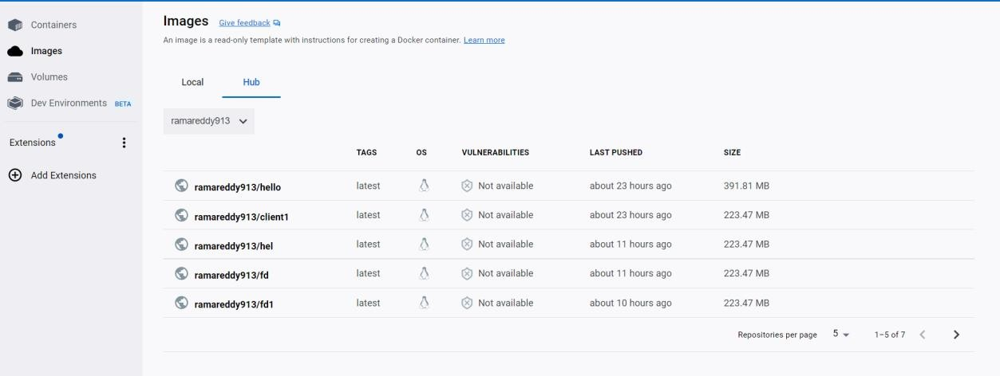 Containers
Images
Volumes
Dev Environments BETA
Extensions
Add Extensions
Images Give feedback
An image is a read-only template with instructions for creating a Docker container. Learn more
Local Hub
ramareddy913
TAGS OS VULNERABILITIES LAST PUSHED SIZE
ramareddy913/hello latest Not available about 23 hours ago 391.81 MB
ramareddy913/client1 latest Not available about 23 hours ago 223.47 MB
ramareddy913/hel latest Not available about 11 hours ago 223.47 MB
ramareddy913/fd latest Not available about 11 hours ago 223.47 MB
ramareddy913/fd1 latest Not available about 10 hours ago 223.47 MB
Repositories per page 5 1–5 of 7